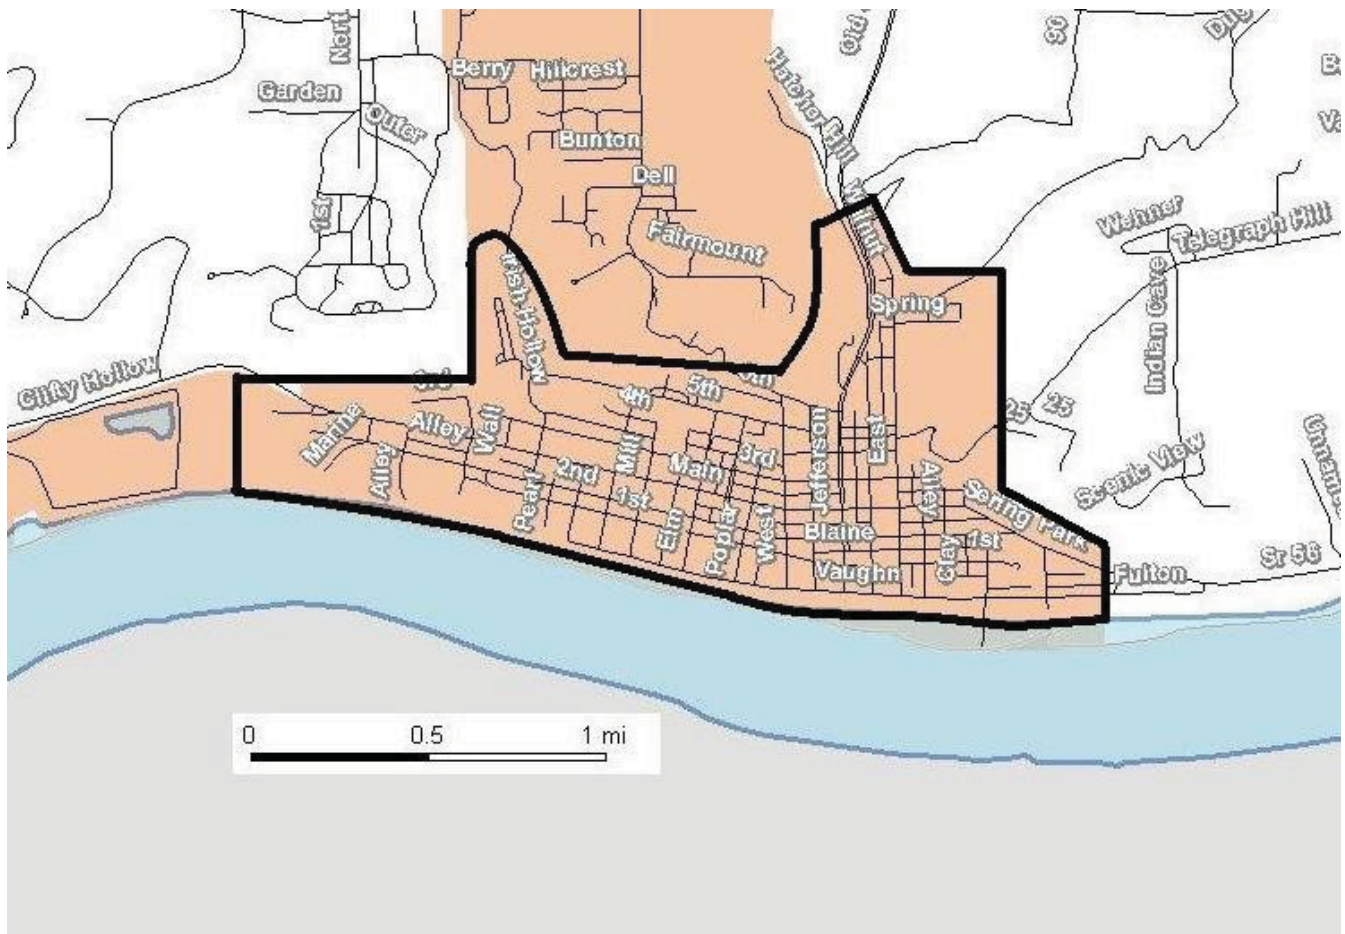 North
Old
90
Berry
Hillcrest
Garden
Outer
Bunton
Hatcher Hill
Dell
Walnut
1st
Fairmount
Wehner
Telegraph Hill
Irish Hollow
Spring
Indian Cave
Clifty Hollow
3rd
4th
5th
25
25
Marine
Alley
Wall
Mill
Jefferson
East
Alley
2nd
Main
3rd
Alley
Scenic View
Spring Park
Pearl
1st
Elm
Poplar
West
Blaine
Clay
1st
Vaughn
Fulton
Sr 56
0 0.5 1 mi